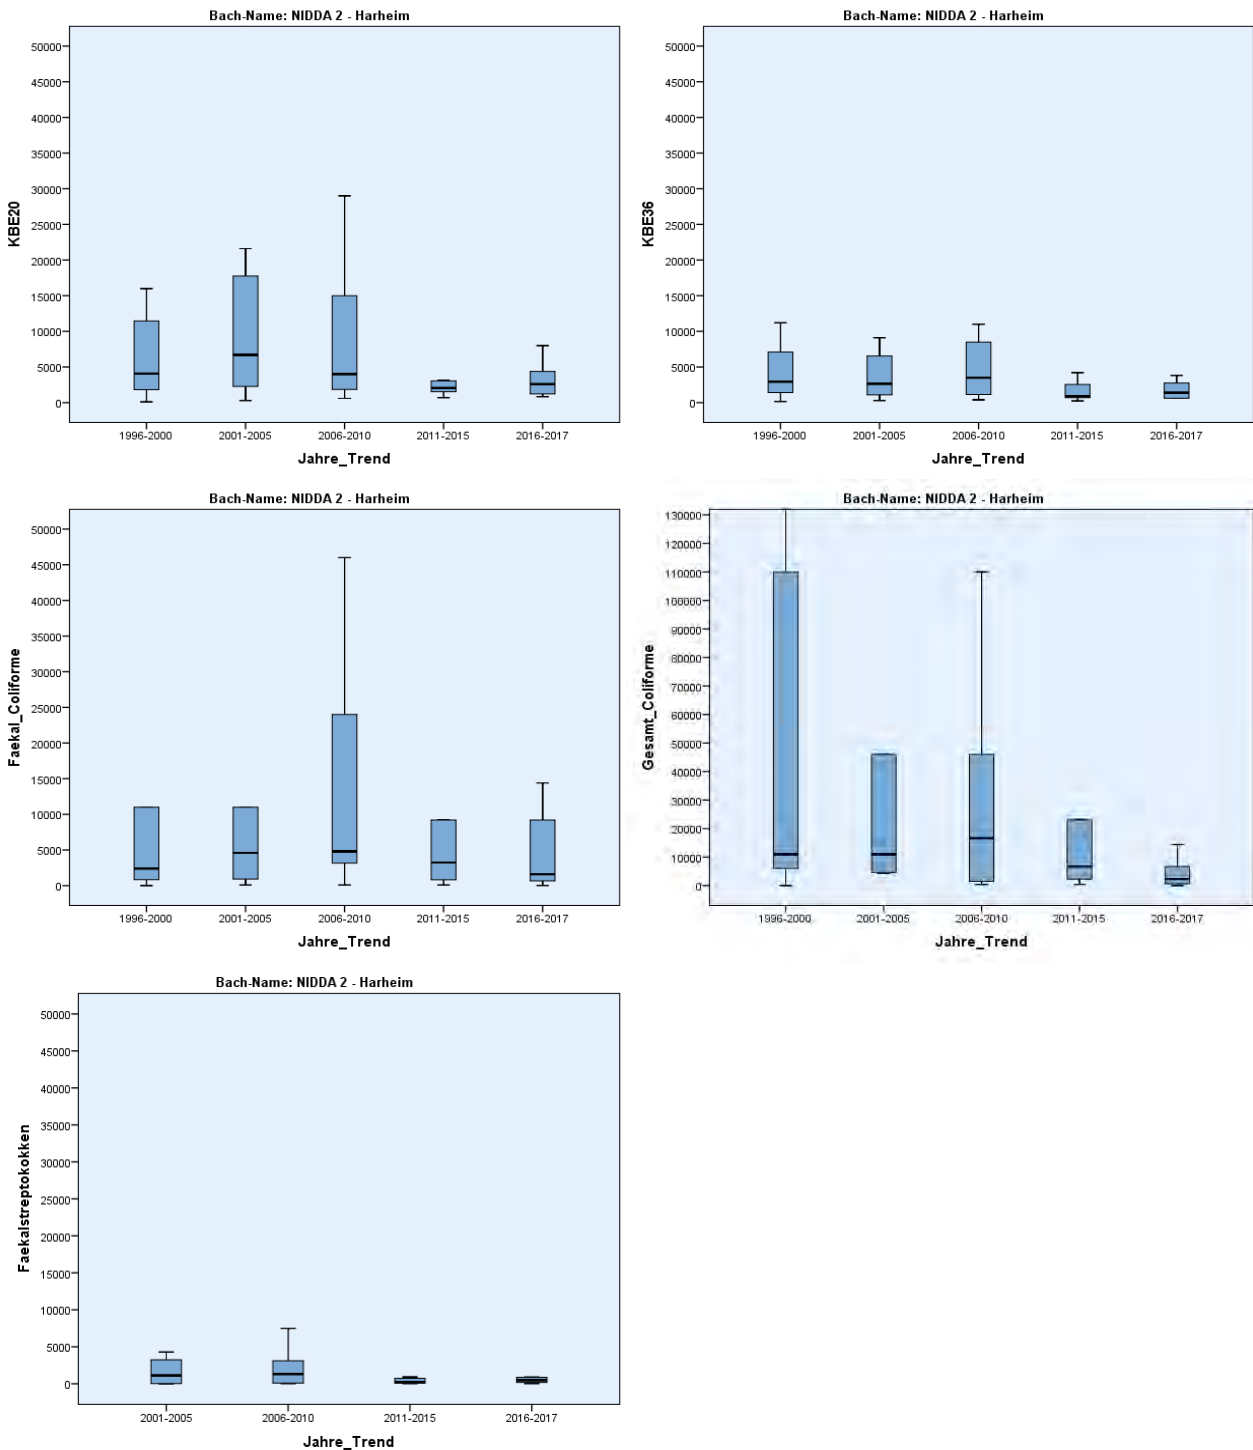 Bach-Name: NIDDA 2 - Harheim
50000
45000
40000
35000
30000
25000
20000
15000
10000
5000
0
KBE20
1996-2000 2001-2005 2006-2010 2011-2015 2016-2017
Jahre_Trend
Bach-Name: NIDDA 2 - Harheim
50000
45000
40000
35000
30000
25000
20000
15000
10000
5000
0
KBE36
1996-2000 2001-2005 2006-2010 2011-2015 2016-2017
Jahre_Trend
Bach-Name: NIDDA 2 - Harheim
50000
45000
40000
35000
30000
25000
20000
15000
10000
5000
0
Faekal_Coliforme
1996-2000 2001-2005 2006-2010 2011-2015 2016-2017
Jahre_Trend
Bach-Name: NIDDA 2 - Harheim
130000
120000
110000
100000
90000
80000
70000
60000
50000
40000
30000
20000
10000
0
Gesamt_Coliforme
1996-2000 2001-2005 2006-2010 2011-2015 2016-2017
Jahre_Trend
Bach-Name: NIDDA 2 - Harheim
50000
45000
40000
35000
30000
25000
20000
15000
10000
5000
0
Faekalstreptokokken
2001-2005 2006-2010 2011-2015 2016-2017
Jahre_Trend